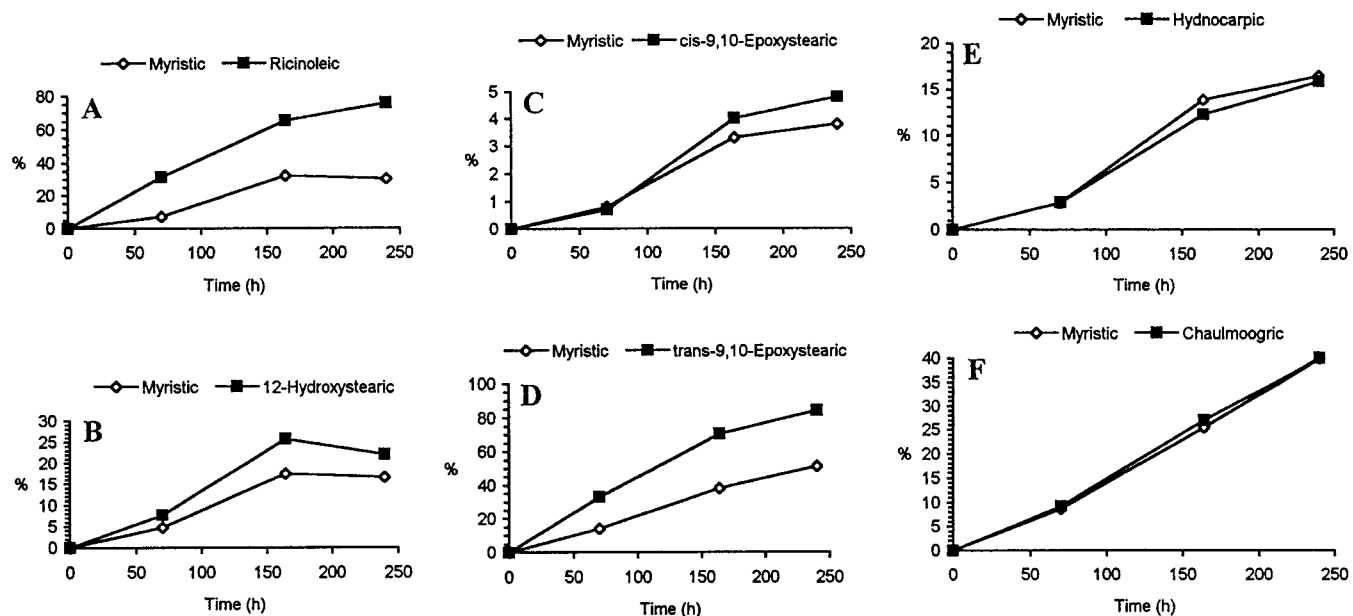 Myristic Ricinoleic
A
80
60
40
20
0
%
0 50 100 150 200 250
Time (h)
Myristic 12-Hydroxystearic
B
30
25
20
15
10
5
0
%
0 50 100 150 200 250
Time (h)
Myristic cis-9,10-Epoxystearic
C
5
4
3
2
1
0
%
0 50 100 150 200 250
Time (h)
Myristic trans-9,10-Epoxystearic
D
100
80
60
40
20
0
%
0 50 100 150 200 250
Time (h)
Myristic Hydnocarpic
E
20
15
10
5
0
%
0 50 100 150 200 250
Time (h)
Myristic Chaulmoogric
F
40
35
30
25
20
15
10
5
0
%
0 50 100 150 200 250
Time (h)